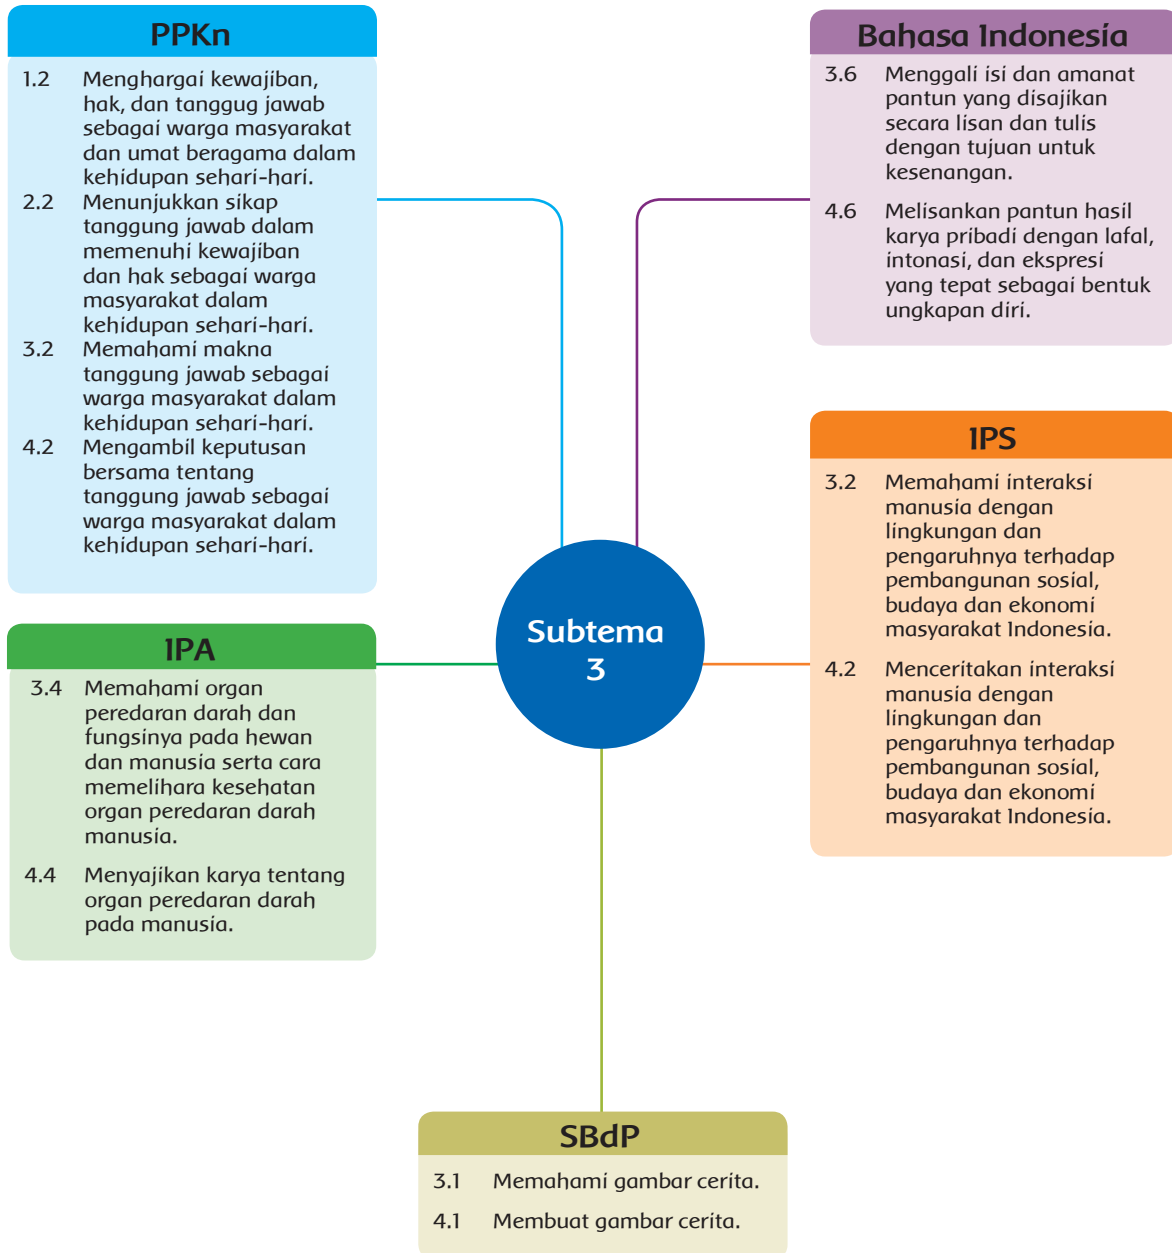 PPKn
1.2 Menghargai kewajiban,
hak, dan tanggug jawab
sebagai warga masyarakat
dan umat beragama dalam
kehidupan sehari-hari.
2.2 Menunjukkan sikap
tanggung jawab dalam
memenuhi kewajiban
dan hak sebagai warga
masyarakat dalam
kehidupan sehari-hari.
3.2 Memahami makna
tanggung jawab sebagai
warga masyarakat dalam
kehidupan sehari-hari.
4.2 Mengambil keputusan
bersama tentang
tanggung jawab sebagai
warga masyarakat dalam
kehidupan sehari-hari.
Bahasa Indonesia
3.6 Menggali isi dan amanat
pantun yang disajikan
secara lisan dan tulis
dengan tujuan untuk
kesenangan.
4.6 Melisankan pantun hasil
karya pribadi dengan lafal,
intonasi, dan ekspresi
yang tepat sebagai bentuk
ungkapan diri.
IPS
3.2 Memahami interaksi
manusia dengan
lingkungan dan
pengaruhnya terhadap
pembangunan sosial,
budaya dan ekonomi
masyarakat Indonesia.
4.2 Menceritakan interaksi
manusia dengan
lingkungan dan
pengaruhnya terhadap
pembangunan sosial,
budaya dan ekonomi
masyarakat Indonesia.
Subtema
3
IPA
3.4 Memahami organ
peredaran darah dan
fungsinya pada hewan
dan manusia serta cara
memelihara kesehatan
organ peredaran darah
manusia.
4.4 Menyajikan karya tentang
organ peredaran darah
pada manusia.
SBdP
3.1 Memahami gambar cerita.
4.1 Membuat gambar cerita.